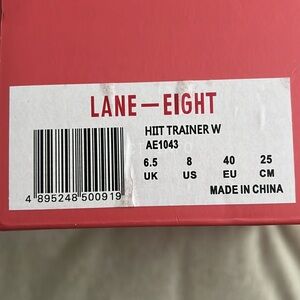 LANE—EIGHT
HIIT TRAINER W
AE1043
6.5 8 40 25
UK US EU CM
MADE IN CHINA
4 895248 500919